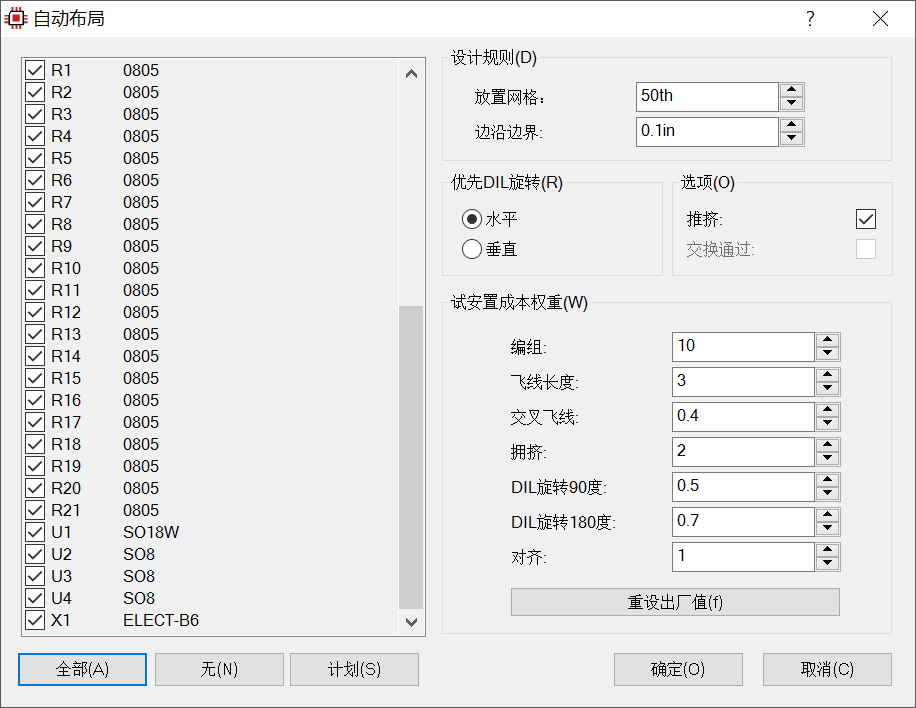 自动布局
R1 0805
R2 0805
R3 0805
R4 0805
R5 0805
R6 0805
R7 0805
R8 0805
R9 0805
R10 0805
R11 0805
R12 0805
R13 0805
R14 0805
R15 0805
R16 0805
R17 0805
R18 0805
R19 0805
R20 0805
R21 0805
U1 SO18W
U2 SO8
U3 SO8
U4 SO8
X1 ELECT-B6
设计规则(D)
放置网格： 50th
边沿边界: 0.1in
优先DIL旋转(R)
水平
垂直
选项(O)
推挤:
交换通过:
试安置成本权重(W)
编组: 10
飞线长度: 3
交叉飞线: 0.4
拥挤: 2
DIL旋转90度: 0.5
DIL旋转180度: 0.7
对齐: 1
重设出厂值(f)
全部(A) 无(N) 计划(S) 确定(O) 取消(C)